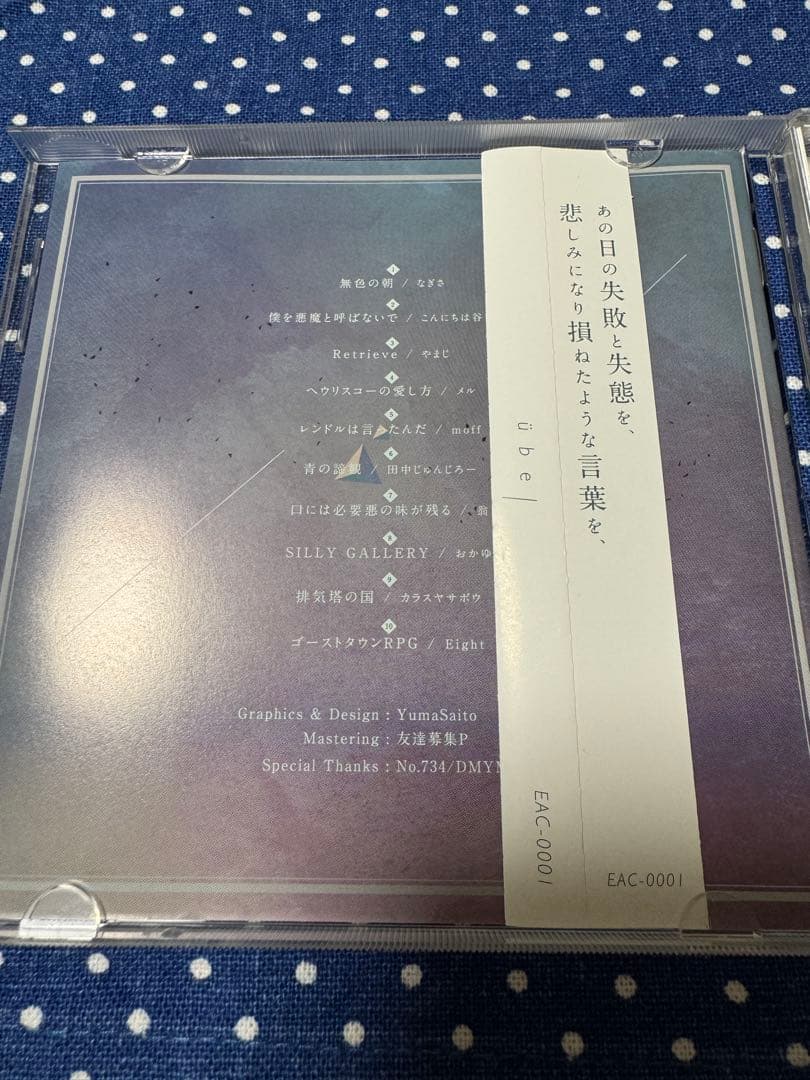 1
無色の朝 / なぎさ
2
僕を悪魔と呼ばないで / こんにちは谷
3
Retrieve / やまじ
4
ヘウリスコーの愛し方 / メル
5
レンドルは言ったんだ / moff
6
青の諦観 / 田中じゅんじろー
7
口には必要悪の味が残る / 翁
8
SILLY GALLERY / おかゆ
9
排気塔の国 / カラスヤサボウ
10
ゴーストタウンRPG / Eight
Graphics & Design : YumaSaito
Mastering : 友達募集P
Special Thanks : No.734/DMYM
あの日の失敗と失態を、
悲しみになり損ねたような言葉を、
übel
EAC-0001
EAC-0001